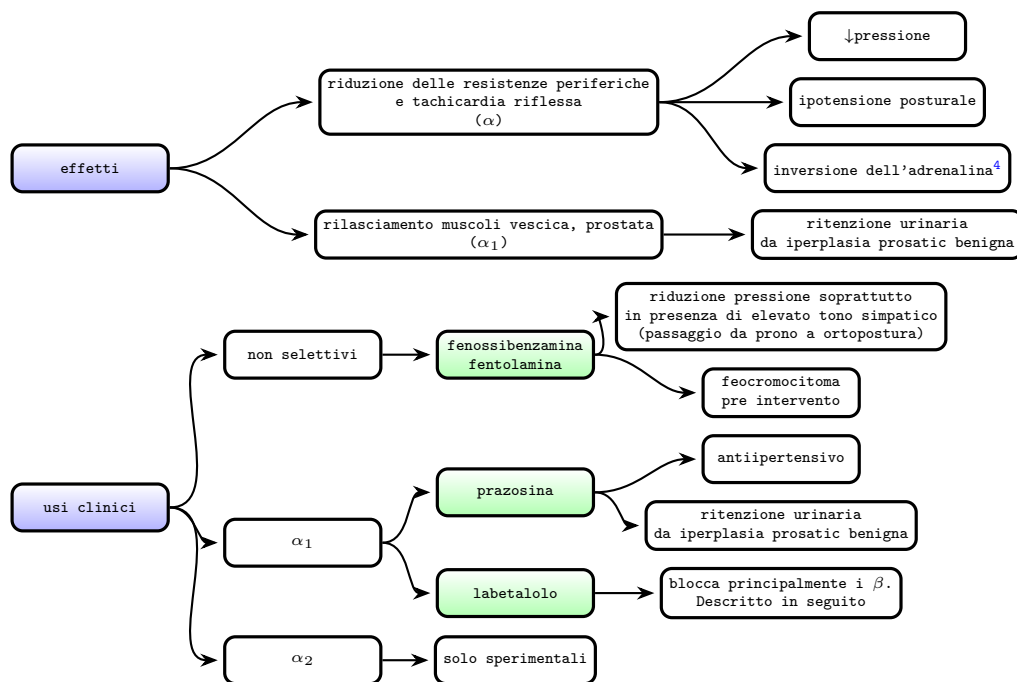 ↓pressione
riduzione delle resistenze periferiche
e tachicardia riflessa
(α)
ipotensione posturale
effetti
inversione dell'adrenalina4
rilasciamento muscoli vescica, prostata
(α1)
ritenzione urinaria
da iperplasia prosatic benigna
riduzione pressione soprattutto
in presenza di elevato tono simpatico
(passaggio da prono a ortopostura)
non selettivi
fenossibenzamina
fentolamina
feocromocitoma
pre intervento
antiipertensivo
usi clinici
prazosina
ritenzione urinaria
da iperplasia prosatic benigna
α1
labetalolo
blocca principalmente i β.
Descritto in seguito
α2
solo sperimentali